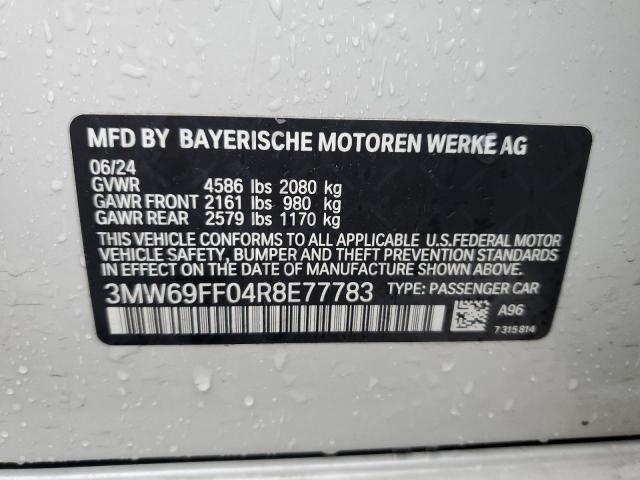 MFD BY BAYERISCHE MOTOREN WERKE AG
06/24
GVWR 4586 lbs 2080 kg
GAWR FRONT 2161 lbs 980 kg
GAWR REAR 2579 lbs 1170 kg
THIS VEHICLE CONFORMS TO ALL APPLICABLE U.S.FEDERAL MOTOR
VEHICLE SAFETY, BUMPER AND THEFT PREVENTION STANDARDS
IN EFFECT ON THE DATE OF MANUFACTURE SHOWN ABOVE.
3MW69FF04R8E77783 TYPE: PASSENGER CAR
A96
7 315 814